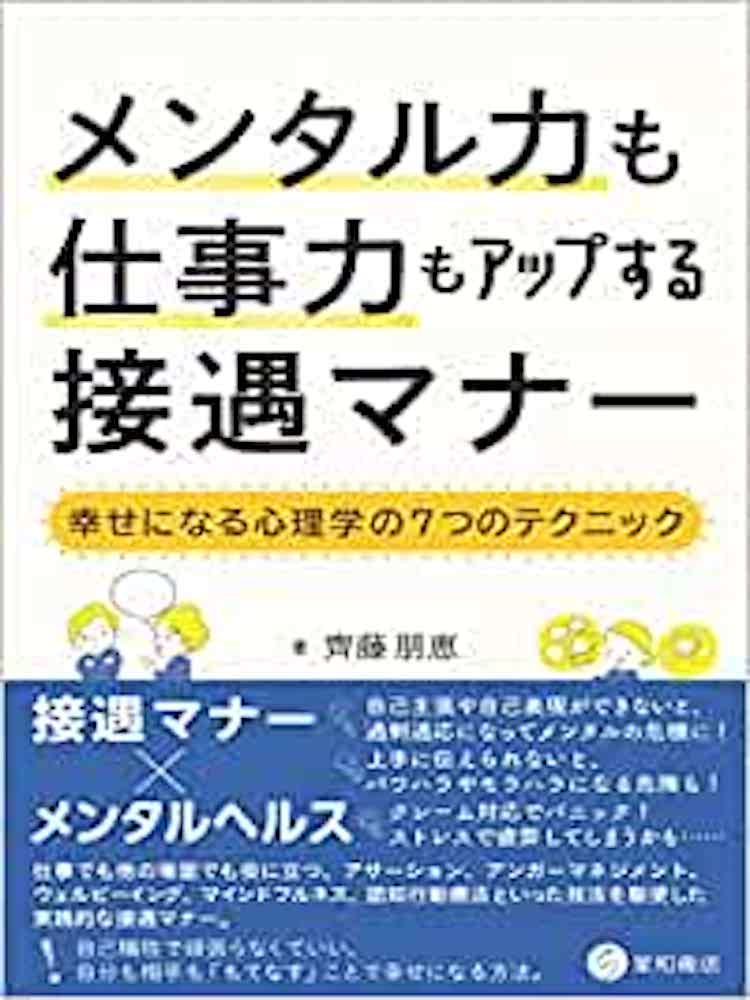 メンタル力も
仕事力もアップする
接遇マナー
幸せになる心理学の7つのテクニック
著 齊藤朋恵
接遇マナー
×
メンタルヘルス
自己主張や自己表現ができないと、
過剰適応になってメンタルの危機に!
上手に伝えられないと、
パワハラやモラハラになる危険も!
クレーム対応でパニック!
ストレスで疲弊してしまうかも……
仕事でも他の場面でも役に立つ、アサーション、アンガーマネジメント、
ウェルビーイング、マインドフルネス、認知行動療法といった技法を駆使した
実践的な接遇マナー。
自己犠牲で頑張らなくていい、
自分も相手も「もてなす」ことで幸せになる方法。
星和書店